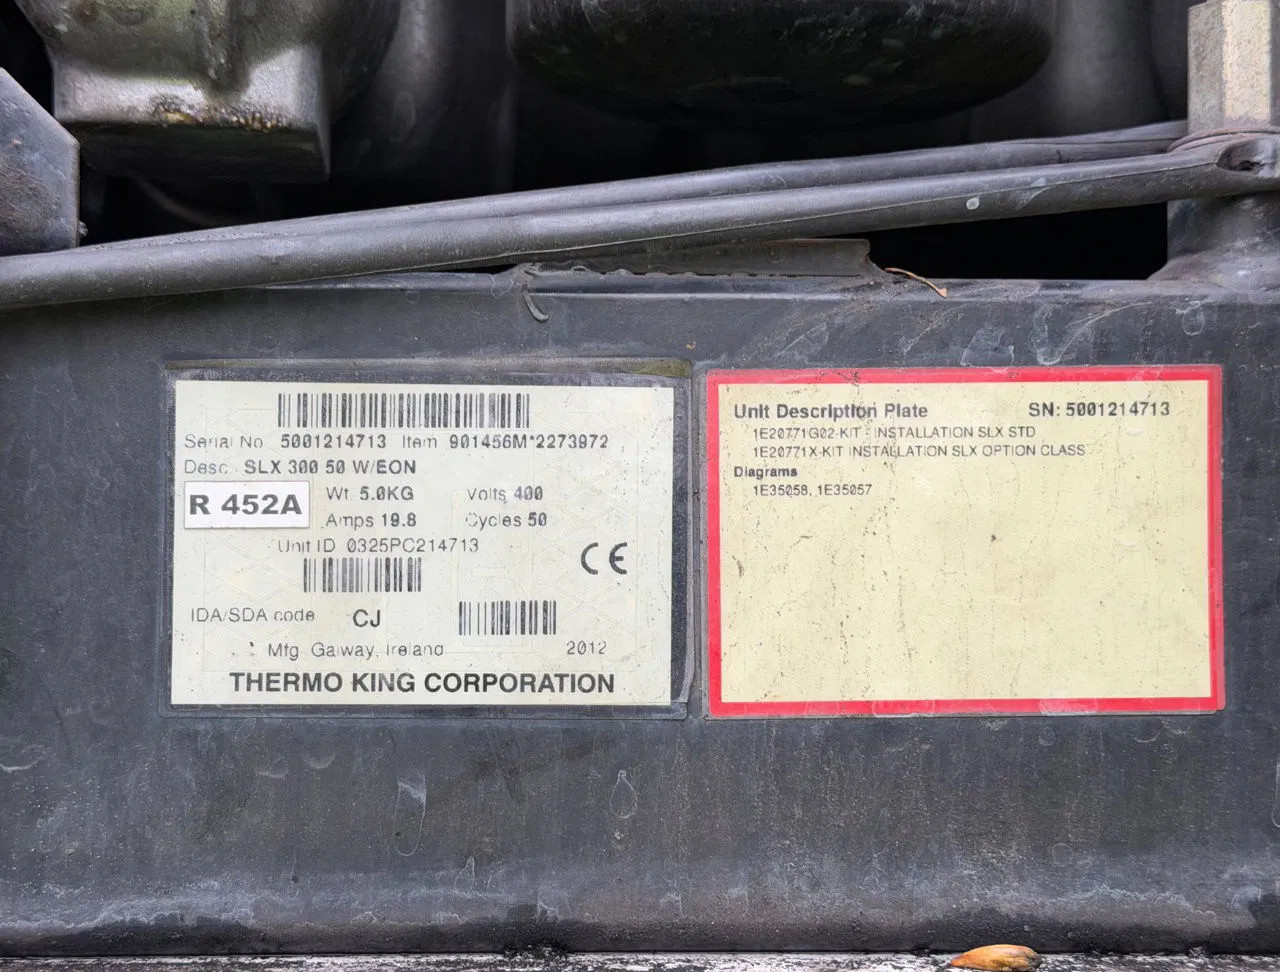 Serial No 5001214713 Item 901456M*2273972
Desc SLX 300 50 W/EON
R 452A
Wt 5.0KG Volts 400
Amps 19.8 Cycles 50
Unit ID 0325PC214713
CE
IDA/SDA code CJ
Mfg Galway, Ireland 2012
THERMO KING CORPORATION
Unit Description Plate SN: 5001214713
1E20771G02-KIT - INSTALLATION SLX STD
1E20771X-KIT INSTALLATION SLX OPTION CLASS
Diagrams
1E35058, 1E35057